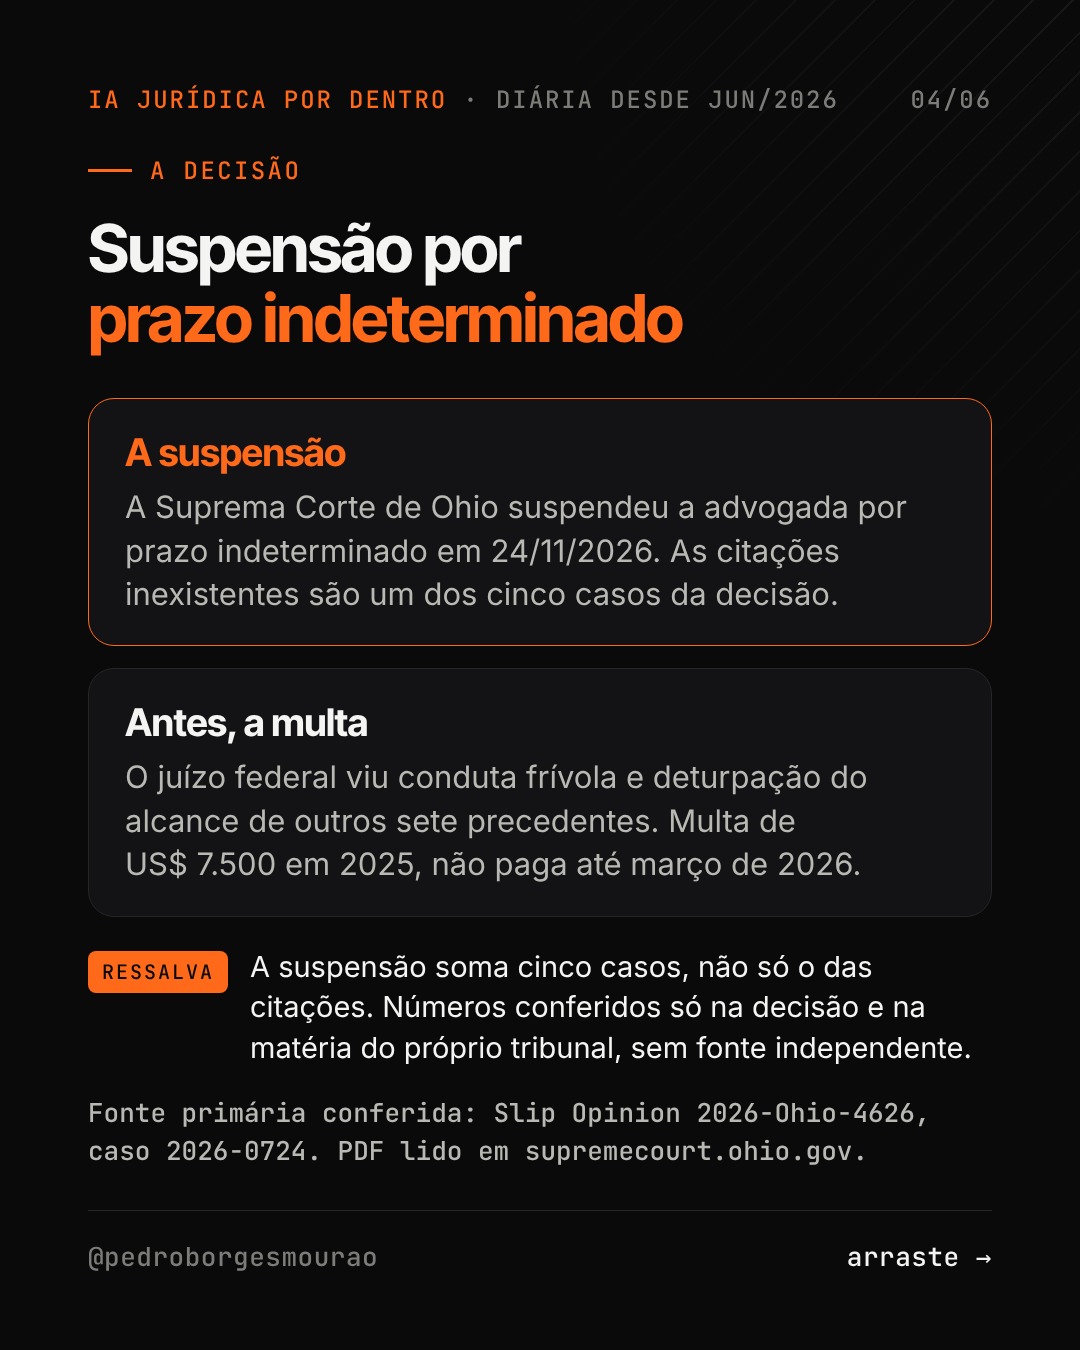 IA JURÍDICA POR DENTRO · DIÁRIA DESDE JUN/2026 04/06
A DECISÃO
Suspensão por
prazo indeterminado
A suspensão
A Suprema Corte de Ohio suspendeu a advogada por
prazo indeterminado em 24/11/2026. As citações
inexistentes são um dos cinco casos da decisão.
Antes, a multa
O juízo federal viu conduta frívola e deturpação do
alcance de outros sete precedentes. Multa de
US$ 7.500 em 2025, não paga até março de 2026.
RESSALVA
A suspensão soma cinco casos, não só o das
citações. Números conferidos só na decisão e na
matéria do próprio tribunal, sem fonte independente.
Fonte primária conferida: Slip Opinion 2026-Ohio-4626,
caso 2026-0724. PDF lido em supremecourt.ohio.gov.
@pedroborgesmourao arraste →